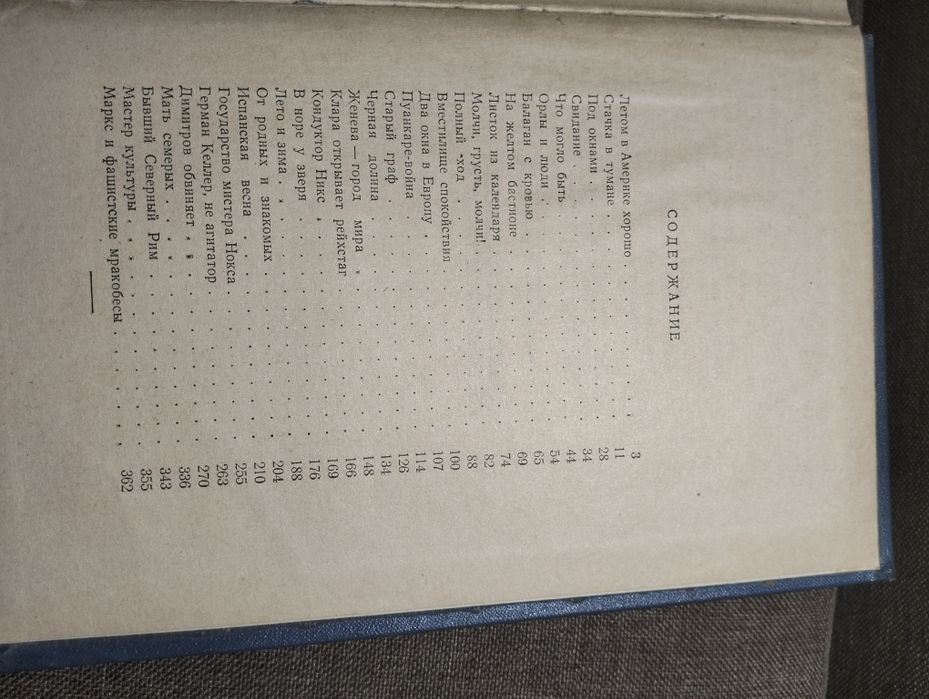 СОДЕРЖАНИЕ
Летом в Америке хорошо . . . . . . . . 3
Стачка в тумане . . . . . . . . 11
Под окнами . . . . . . . . 28
Свидание . . . . . . . . 34
Что могло быть . . . . . . . . 44
Орлы и люди . . . . . . . . 54
Балаган с кровью . . . . . . . . 65
На желтом бастионе . . . . . . . . 69
Листок из календаря . . . . . . . . 74
Молчи, грусть, молчи! . . . . . . . . 82
Полный ход . . . . . . . . 88
Вместилище спокойствия . . . . . . . . 100
Два окна в Европу . . . . . . . . 107
Пуанкаре-война . . . . . . . . 114
Старый граф . . . . . . . . 126
Черная долина . . . . . . . . 134
Женева — город мира . . . . . . . . 148
Клара открывает рейхстаг . . . . . . . . 166
Кондуктор Никс . . . . . . . . 169
В норе у зверя . . . . . . . . 176
Лето и зима . . . . . . . . 188
От родных и знакомых . . . . . . . . 204
Испанская весна . . . . . . . . 210
Государство мистера Нокса . . . . . . . . 255
Герман Келлер, не агитатор . . . . . . . . 263
Димитров обвиняет . . . . . . . . 270
Мать семерых . . . . . . . . 336
Бывший Северный Рим . . . . . . . . 343
Мастер культуры . . . . . . . . 355
Маркс и фашистские мракобесы . . . . . . . . 362